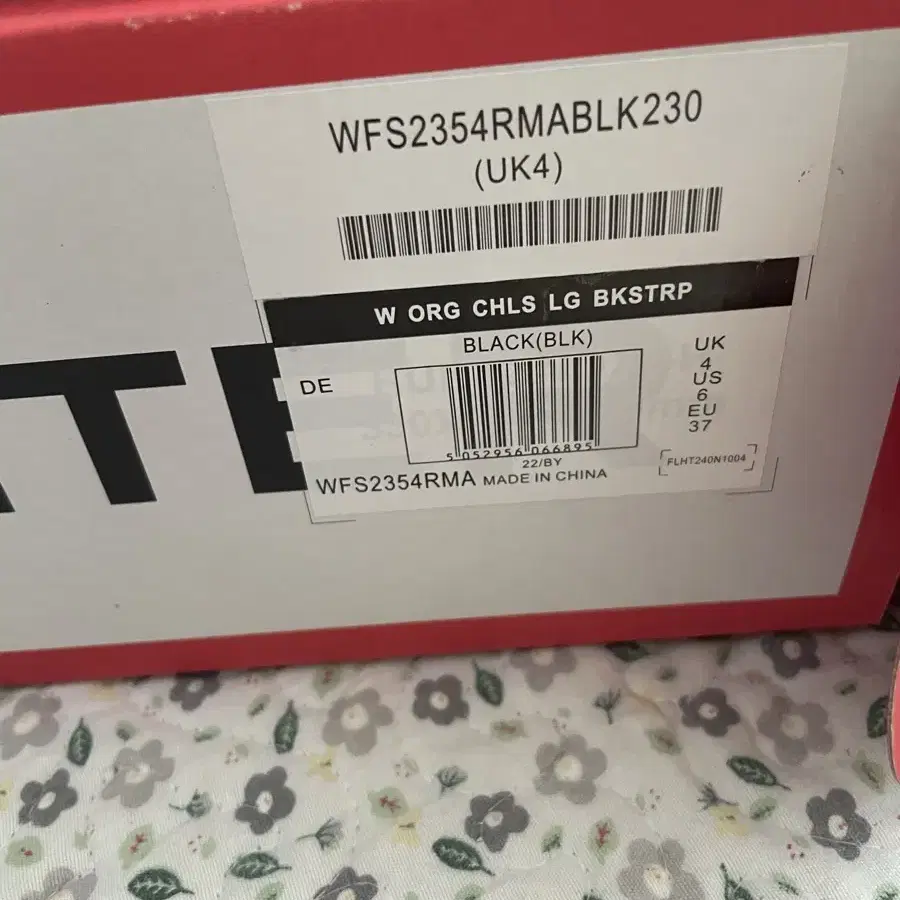 WFS2354RMABLK230
(UK4)
W ORG CHLS LG BKSTRP
BLACK(BLK)
DE
UK
4
US
6
EU
37
5 052956 066895
22/BY
WFS2354RMA MADE IN CHINA
FLHT240N1004
TE